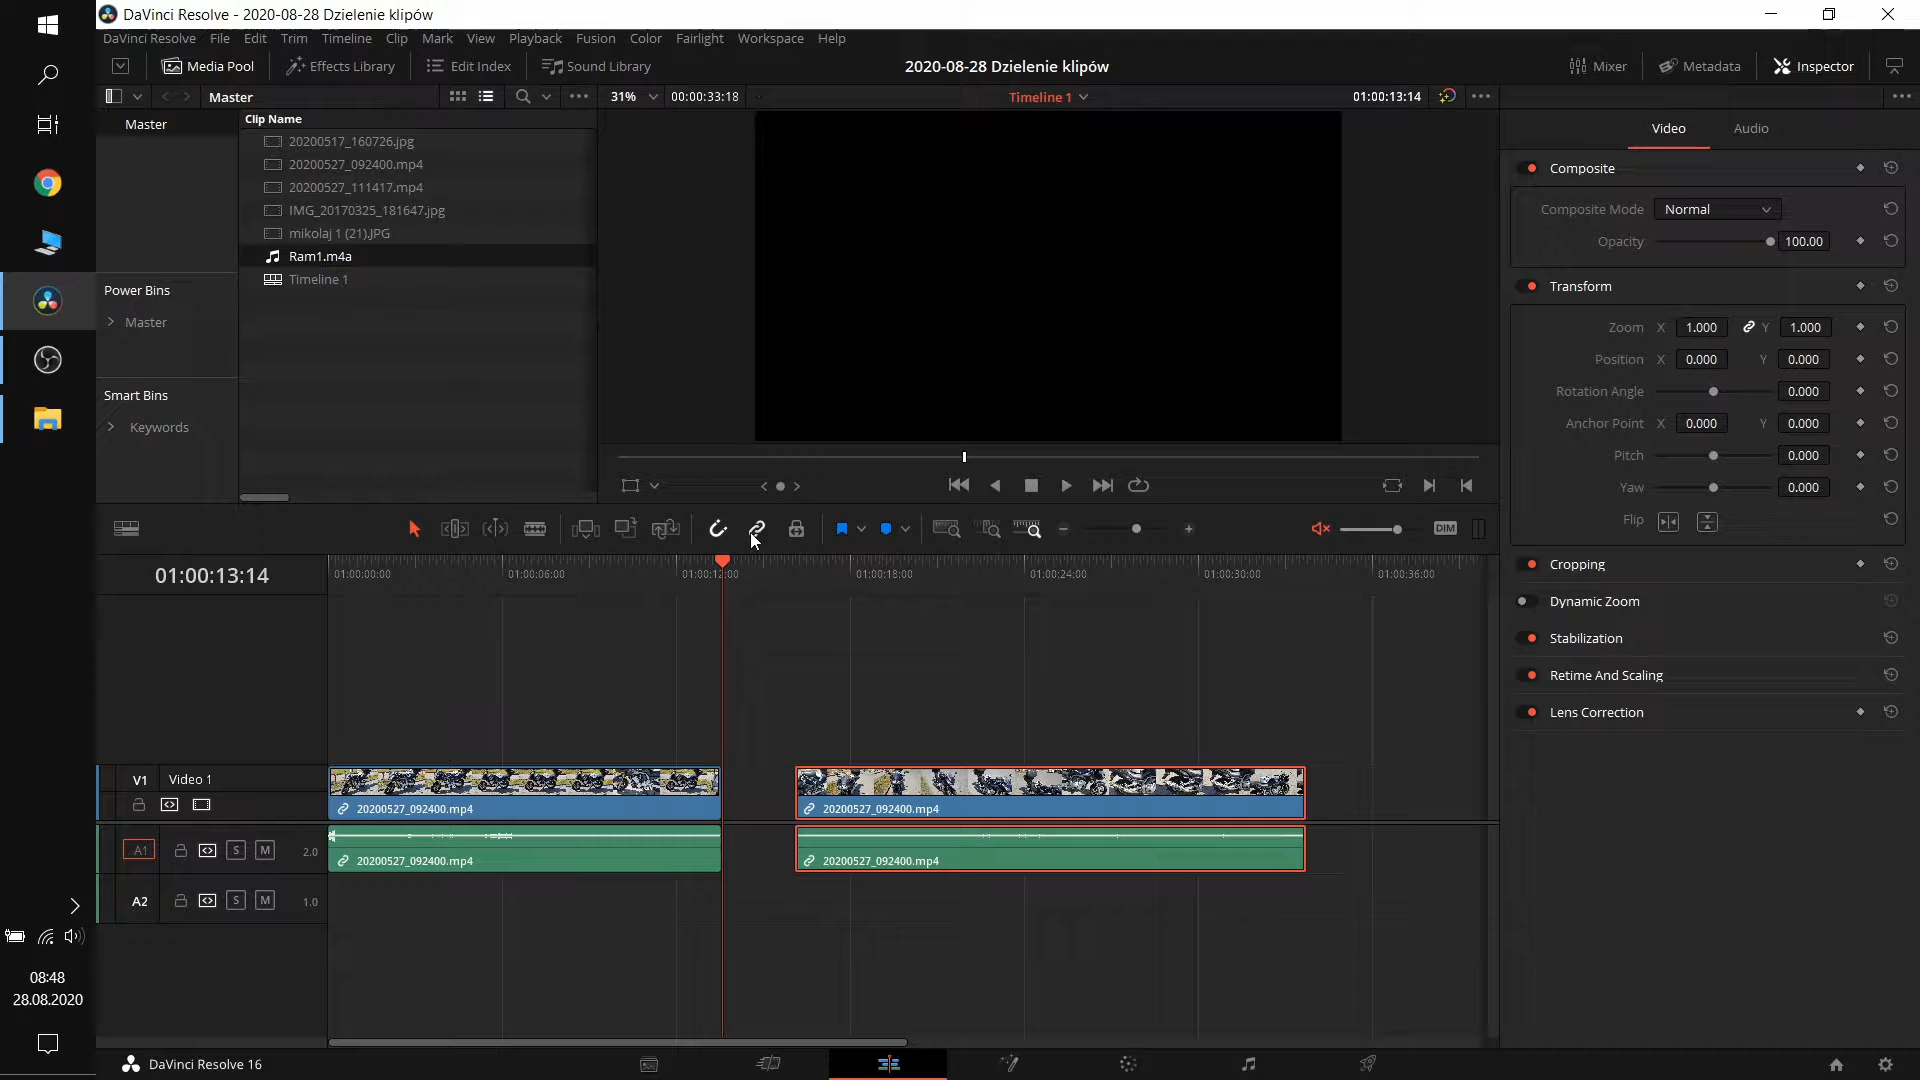 DaVinci Resolve - 2020-08-28 Dzielenie klipów
DaVinci Resolve File Edit Trim Timeline Clip Mark View Playback Fusion Color Fairlight Workspace Help
Media Pool Effects Library Edit Index Sound Library 2020-08-28 Dzielenie klipów Mixer Metadata Inspector
Master 31% 00:00:33:18 Timeline 1 01:00:13:14
Master
Clip Name
20200517_160726.jpg
20200527_092400.mp4
20200527_111417.mp4
IMG_20170325_181647.jpg
mikolaj 1 (21).JPG
Ram1.m4a
Timeline 1
Power Bins
Master
Smart Bins
Keywords
Video Audio
Composite
Composite Mode Normal
Opacity 100.00
Transform
Zoom X 1.000 Y 1.000
Position X 0.000 Y 0.000
Rotation Angle 0.000
Anchor Point X 0.000 Y 0.000
Pitch 0.000
Yaw 0.000
Flip
Cropping
Dynamic Zoom
Stabilization
Retime And Scaling
Lens Correction
DIM
01:00:13:14 01:00:00:00 01:00:06:00 01:00:12:00 01:00:18:00 01:00:24:00 01:00:30:00 01:00:36:00
V1 Video 1
20200527_092400.mp4 20200527_092400.mp4
A1 S M 2.0
20200527_092400.mp4 20200527_092400.mp4
A2 S M 1.0
08:48
28.08.2020
DaVinci Resolve 16